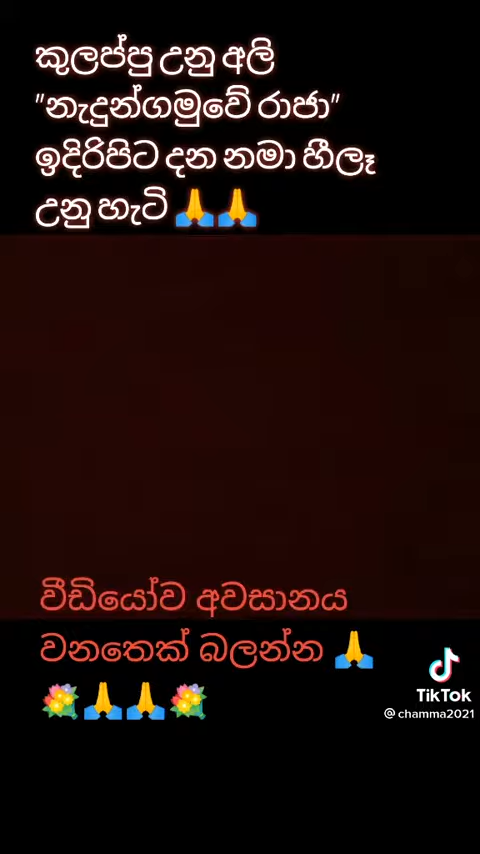 කුලප්පු උනු අලි
"නැදුන්ගමුවේ රාජා"
ඉදිරිපිට දන නමා හීලෑ
උනු හැටි 🙏🙏
වීඩියෝව අවසානය
වනතෙක් බලන්න 🙏
💐🙏🙏💐
TikTok
@chamma2021